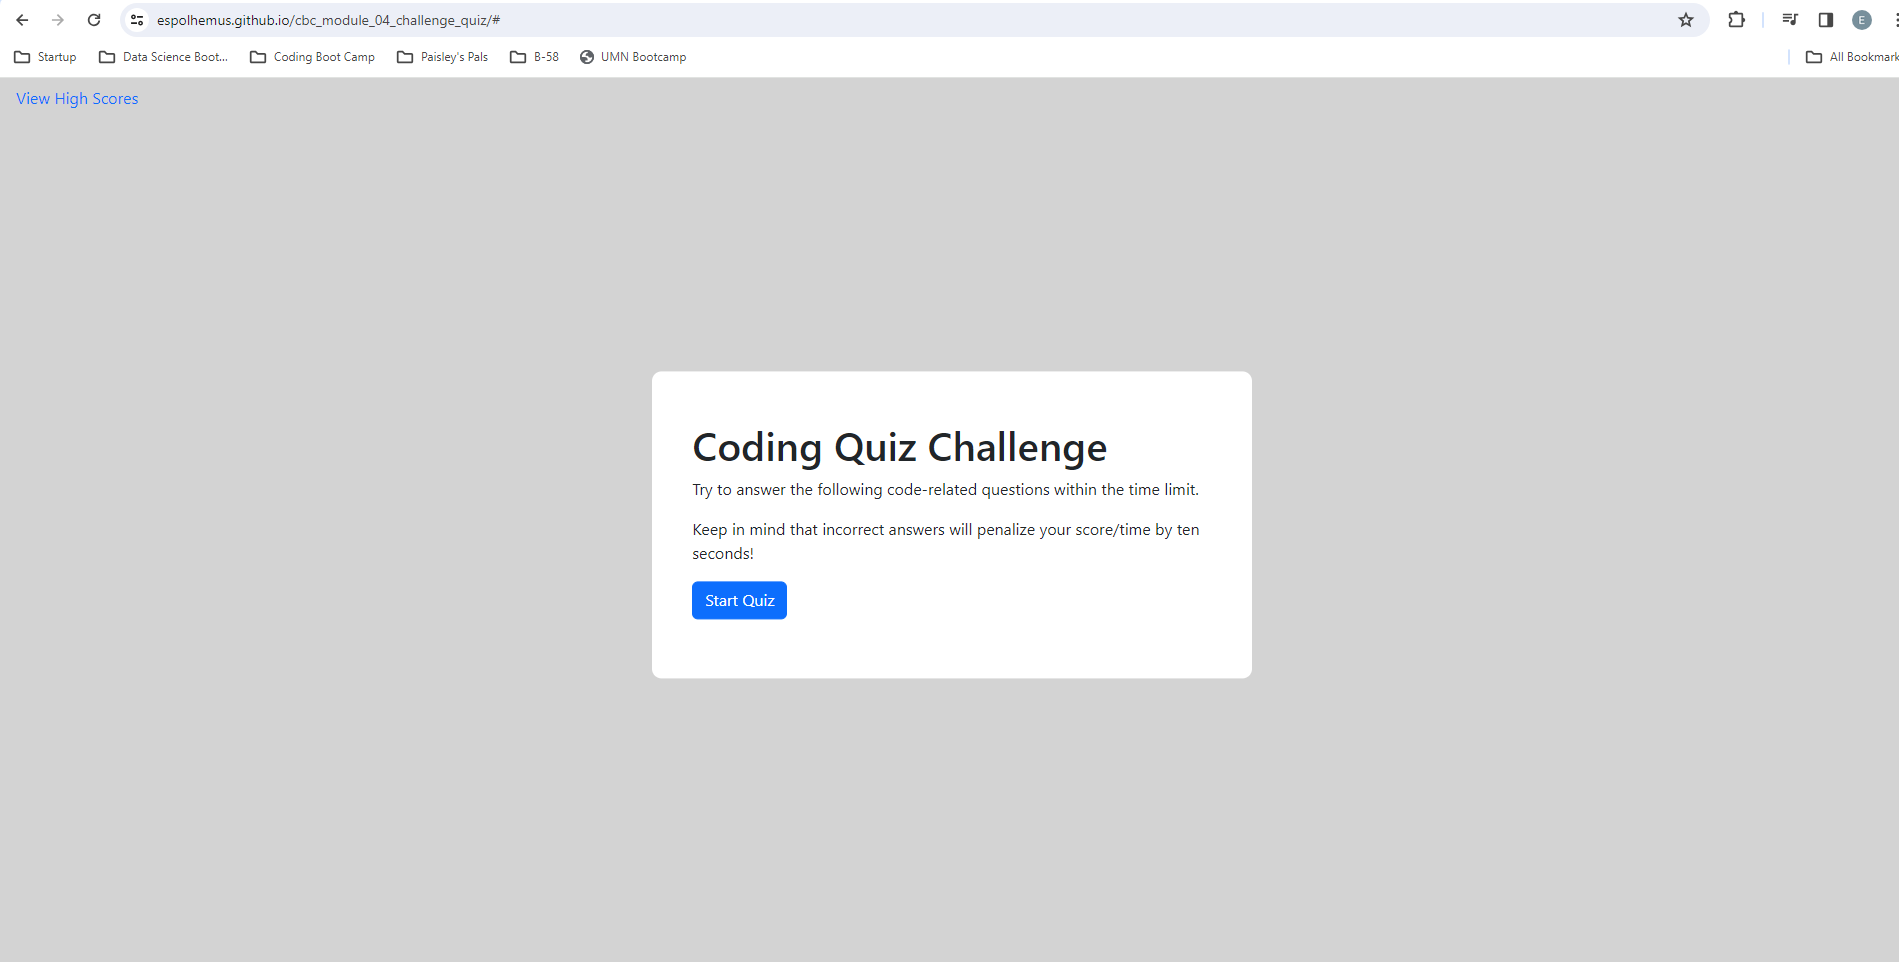 espolhemus.github.io/cbc_module_04_challenge_quiz/#
E
Startup
Data Science Boot...
Coding Boot Camp
Paisley's Pals
B-58
UMN Bootcamp
All Bookmark
View High Scores
Coding Quiz Challenge
Try to answer the following code-related questions within the time limit.
Keep in mind that incorrect answers will penalize your score/time by ten
seconds!
Start Quiz